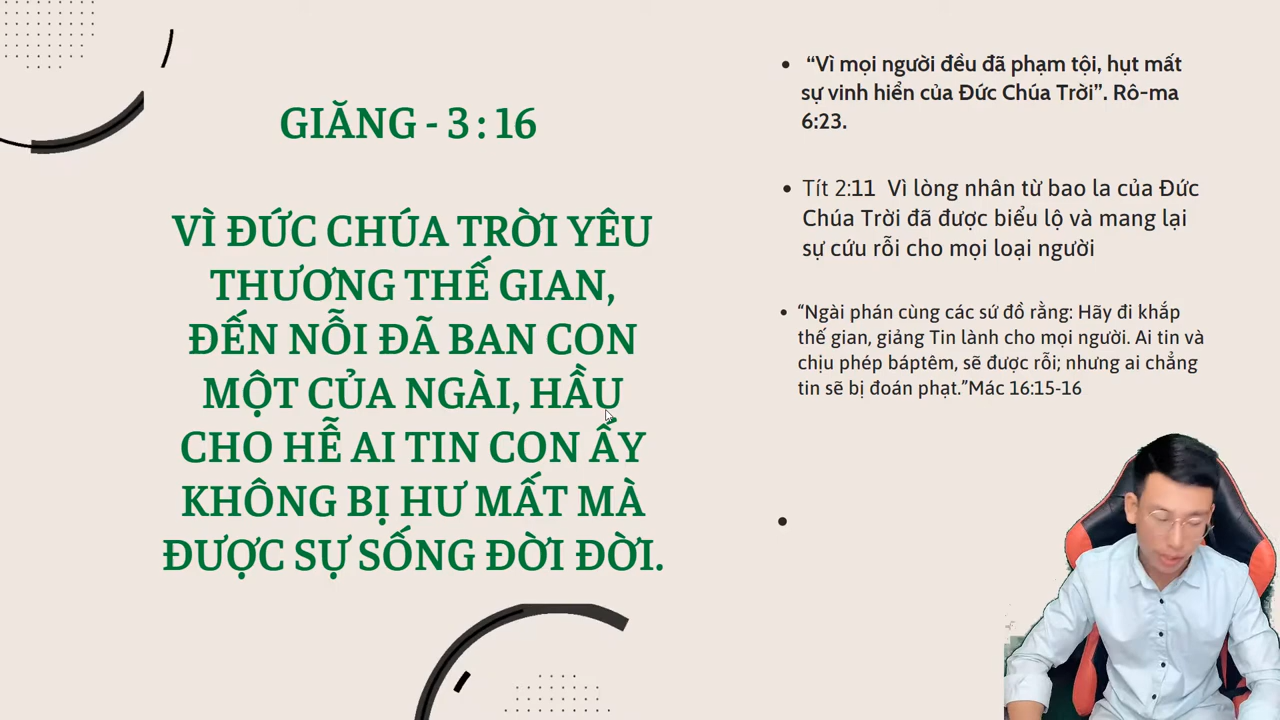 GIĂNG - 3 : 16
VÌ ĐỨC CHÚA TRỜI YÊU
THƯƠNG THẾ GIAN,
ĐẾN NỖI ĐÃ BAN CON
MỘT CỦA NGÀI, HẦU
CHO HỄ AI TIN CON ẤY
KHÔNG BỊ HƯ MẤT MÀ
ĐƯỢC SỰ SỐNG ĐỜI ĐỜI.
• “Vì mọi người đều đã phạm tội, hụt mất
sự vinh hiển của Đức Chúa Trời”. Rô-ma
6:23.
• Tít 2:11 Vì lòng nhân từ bao la của Đức
Chúa Trời đã được biểu lộ và mang lại
sự cứu rỗi cho mọi loại người
• “Ngài phán cùng các sứ đồ rằng: Hãy đi khắp
thế gian, giảng Tin lành cho mọi người. Ai tin và
chịu phép báptêm, sẽ được rỗi; nhưng ai chẳng
tin sẽ bị đoán phạt.”Mác 16:15-16
•